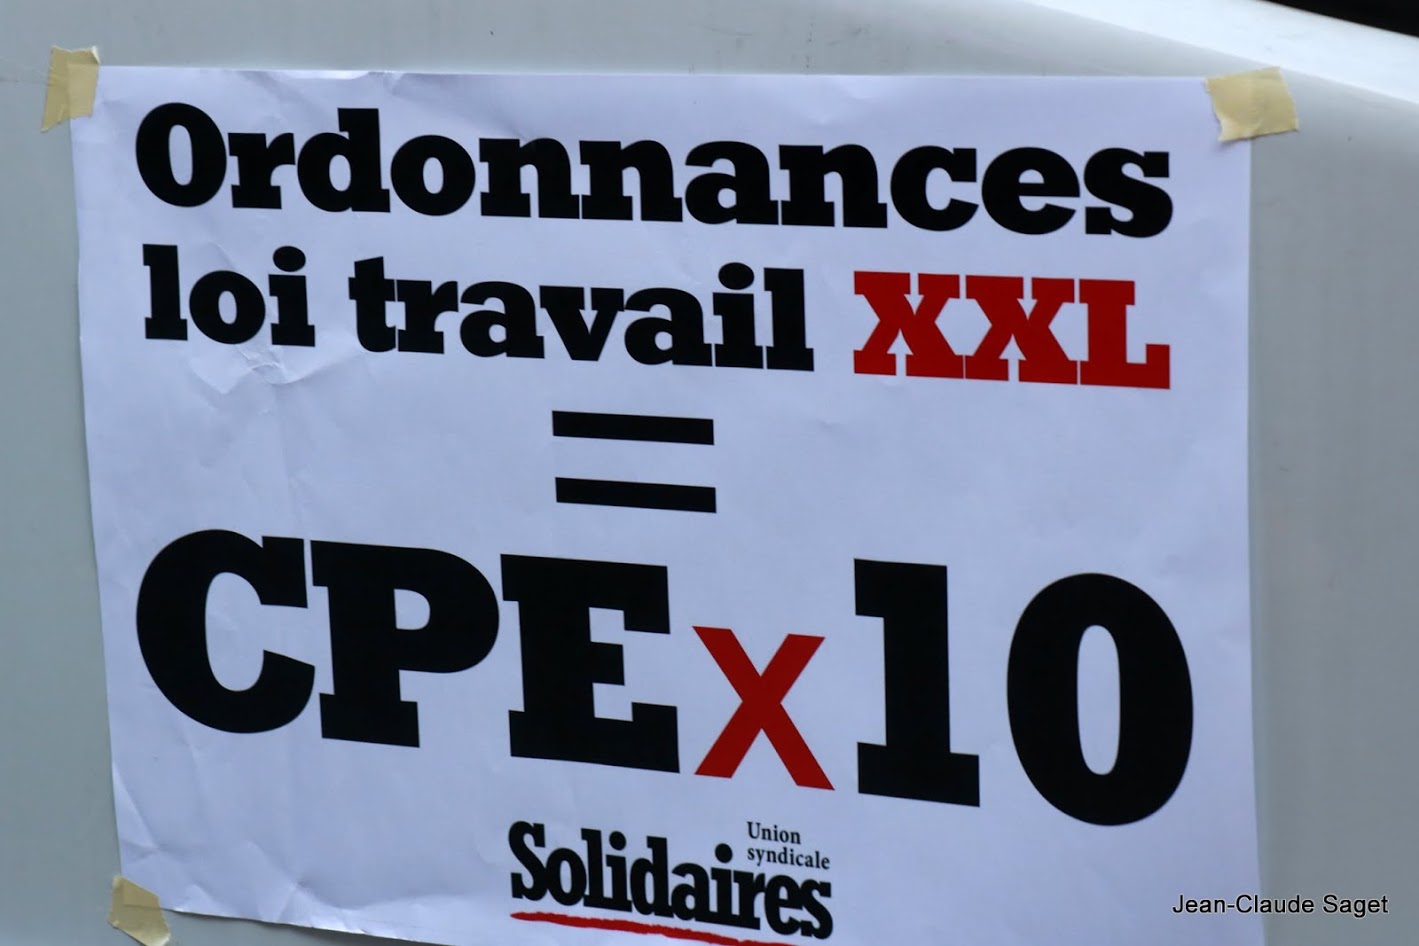 Ordonnances
loi travail XXL
=
CPEx10
Union
syndicale
Solidaires
Jean-Claude Saget